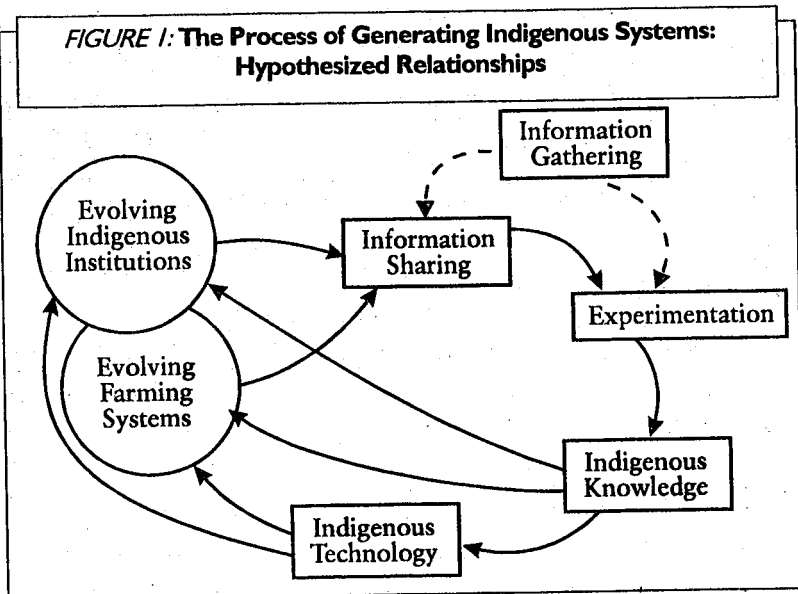 FIGURE 1: The Process of Generating Indigenous Systems:
Hypothesized Relationships
Information
Gathering
Evolving
Indigenous
Institutions
Information
Sharing
Experimentation
Evolving
Farming
Systems
Indigenous
Knowledge
Indigenous
Technology